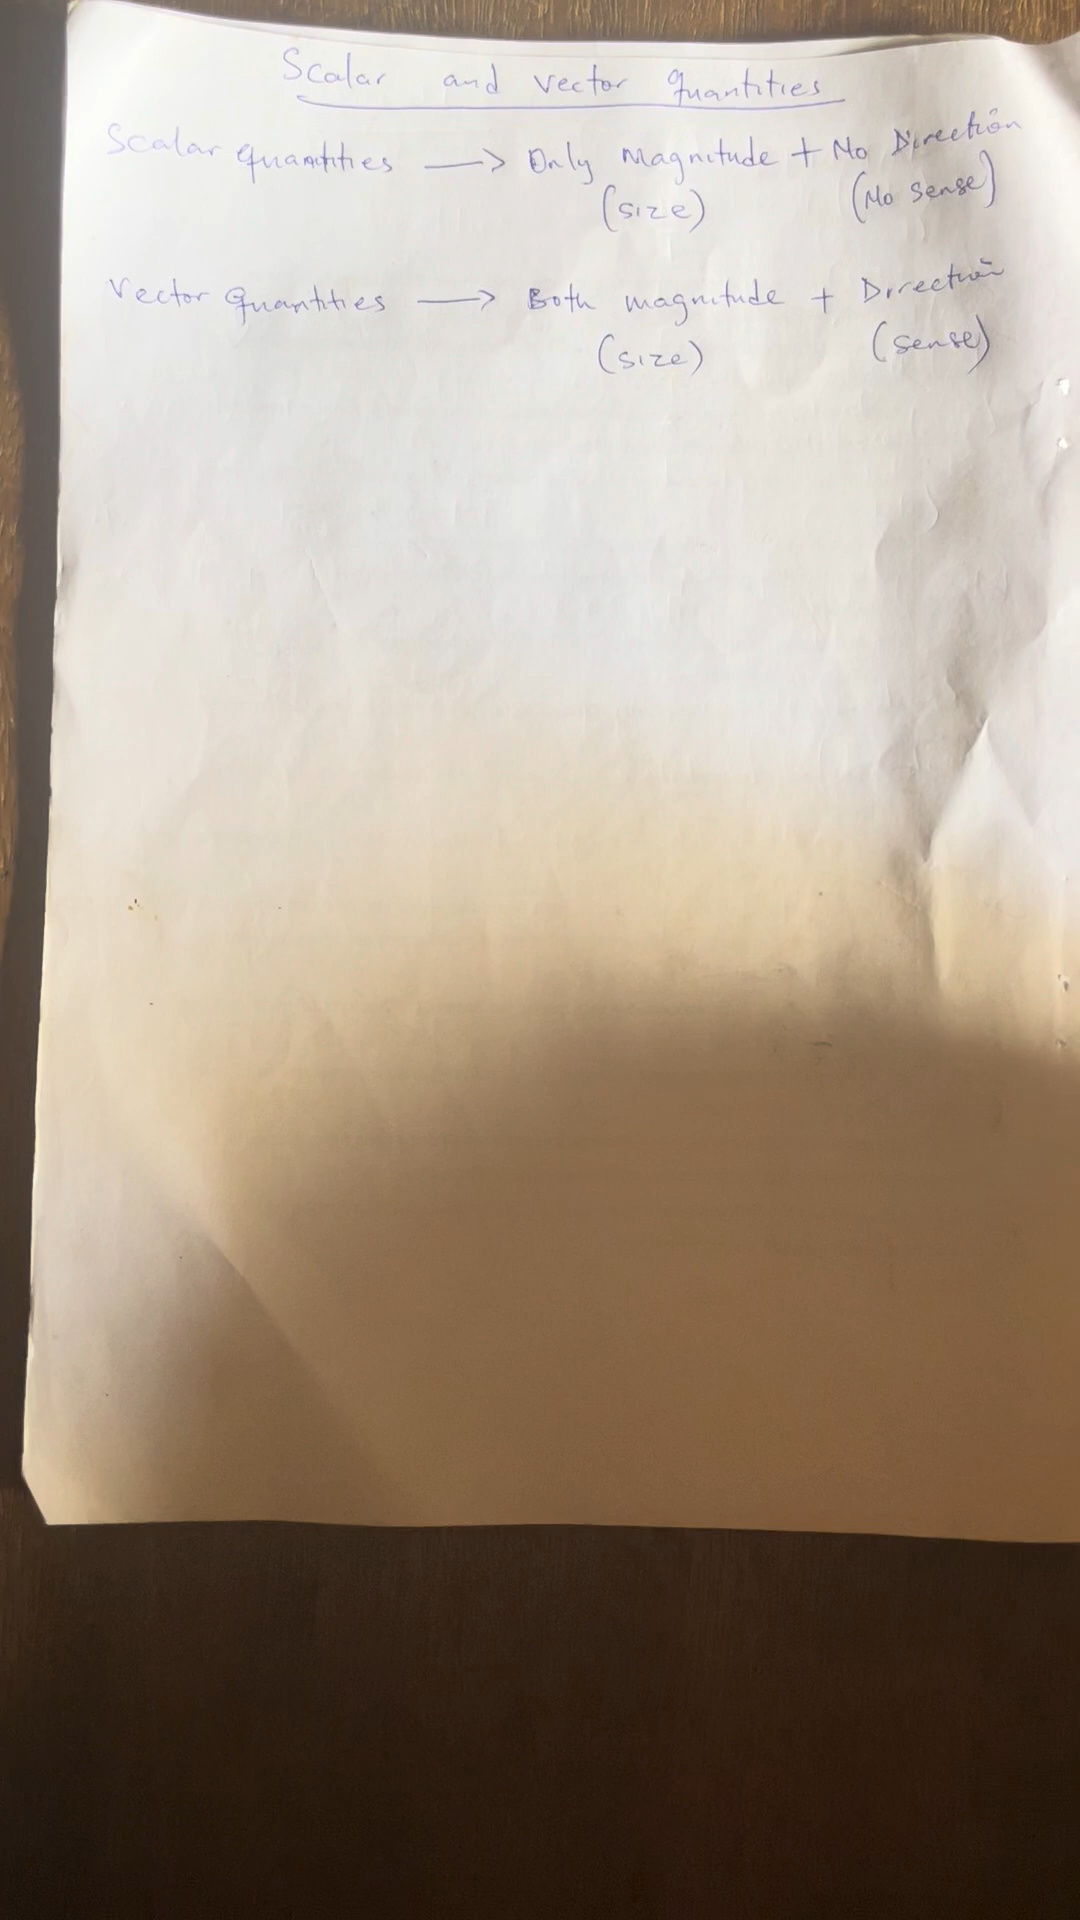 Scalar and vector quantities
Scalar quantities —> Only Magnitude + No Direction
(size) (No sense)
Vector Quantities —> Both magnitude + Direction
(size) (sense)